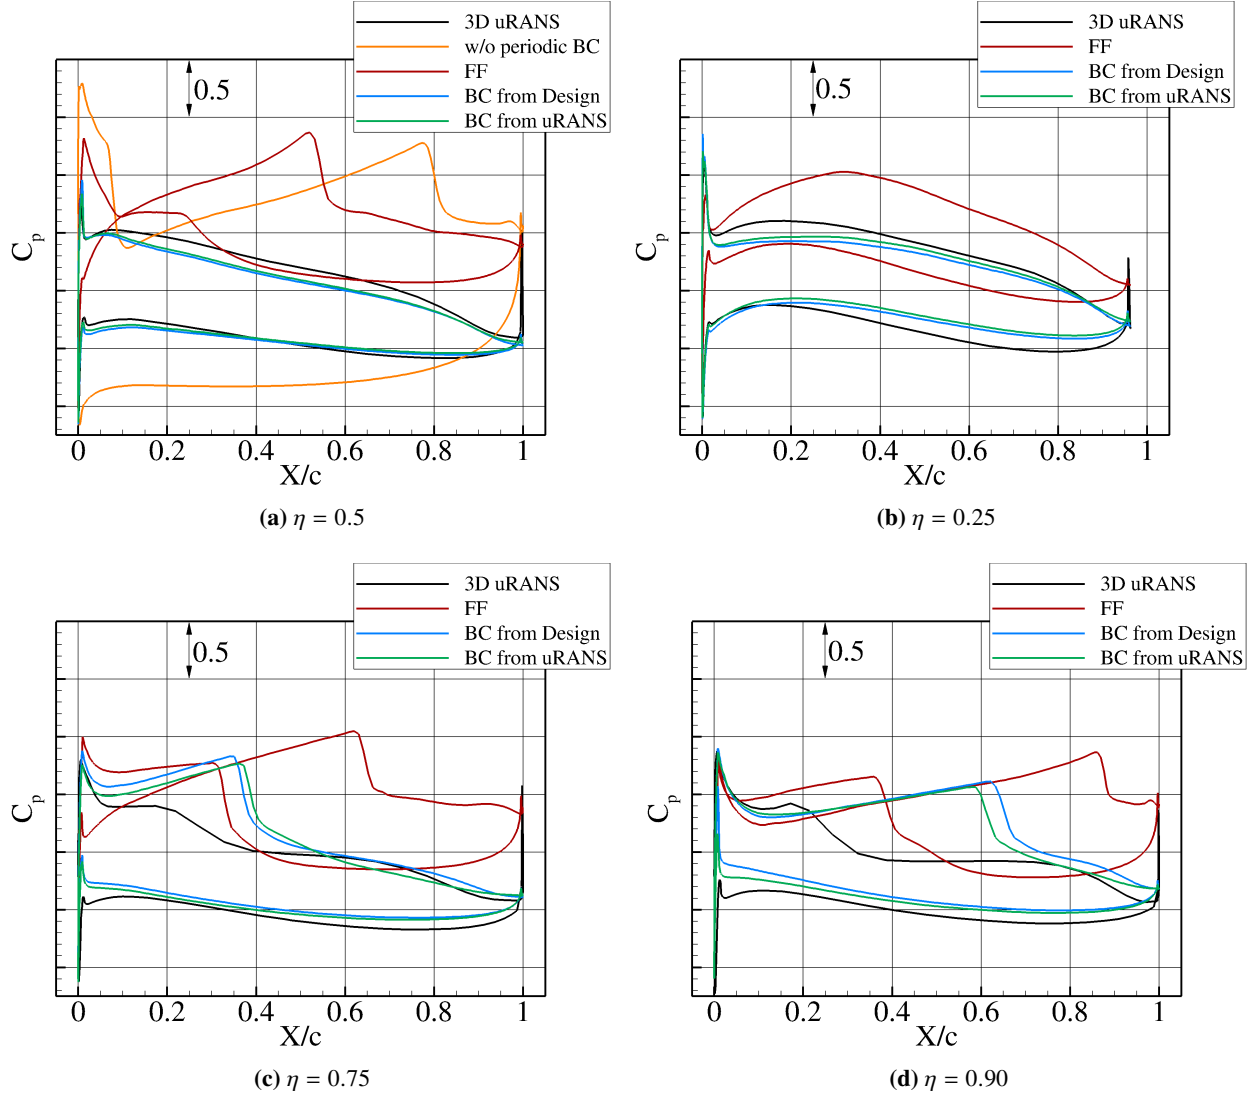 3D uRANS
w/o periodic BC
FF
BC from Design
BC from uRANS
0.5
Cp
0 0.2 0.4 0.6 0.8 1
X/c
(a) η = 0.5
3D uRANS
FF
BC from Design
BC from uRANS
0.5
Cp
0 0.2 0.4 0.6 0.8 1
X/c
(b) η = 0.25
3D uRANS
FF
BC from Design
BC from uRANS
0.5
Cp
0 0.2 0.4 0.6 0.8 1
X/c
(c) η = 0.75
3D uRANS
FF
BC from Design
BC from uRANS
0.5
Cp
0 0.2 0.4 0.6 0.8 1
X/c
(d) η = 0.90